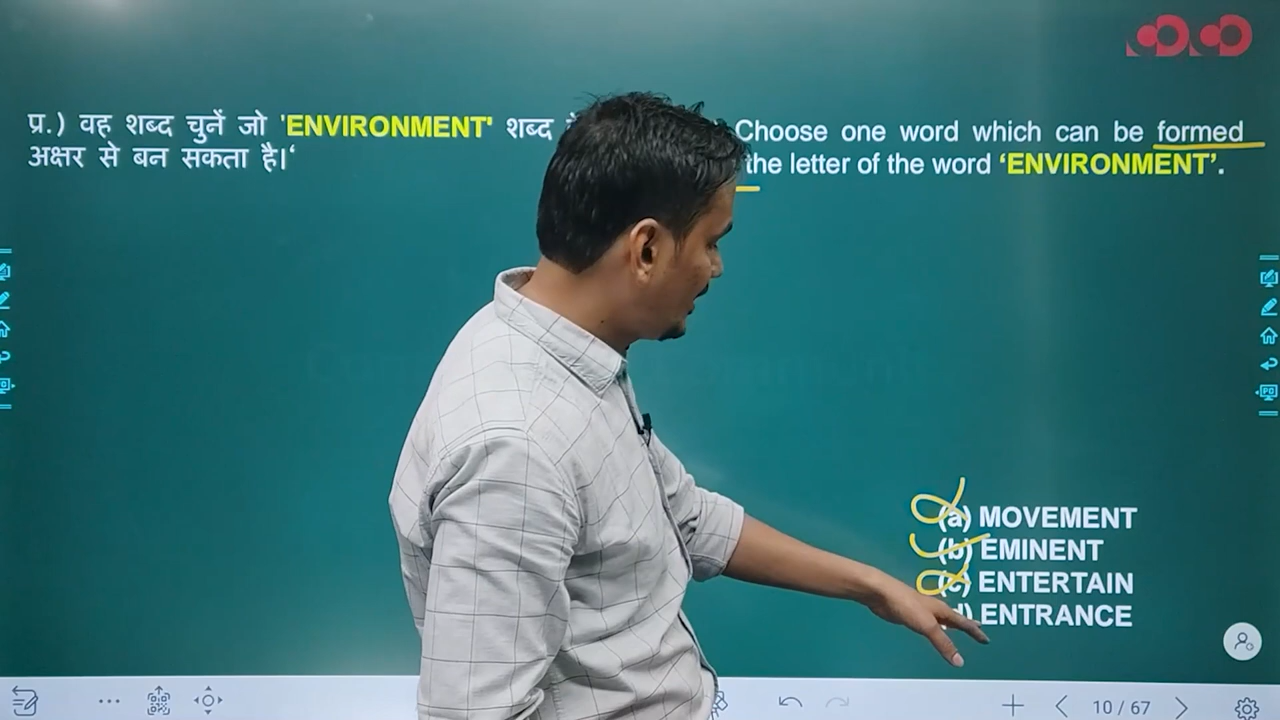 प्र.) वह शब्द चुनें जो 'ENVIRONMENT' शब्द
अक्षर से बन सकता है।‘
Choose one word which can be formed
the letter of the word ‘ENVIRONMENT’.
(a) MOVEMENT
(b) EMINENT
(c) ENTERTAIN
(d) ENTRANCE
10 / 67